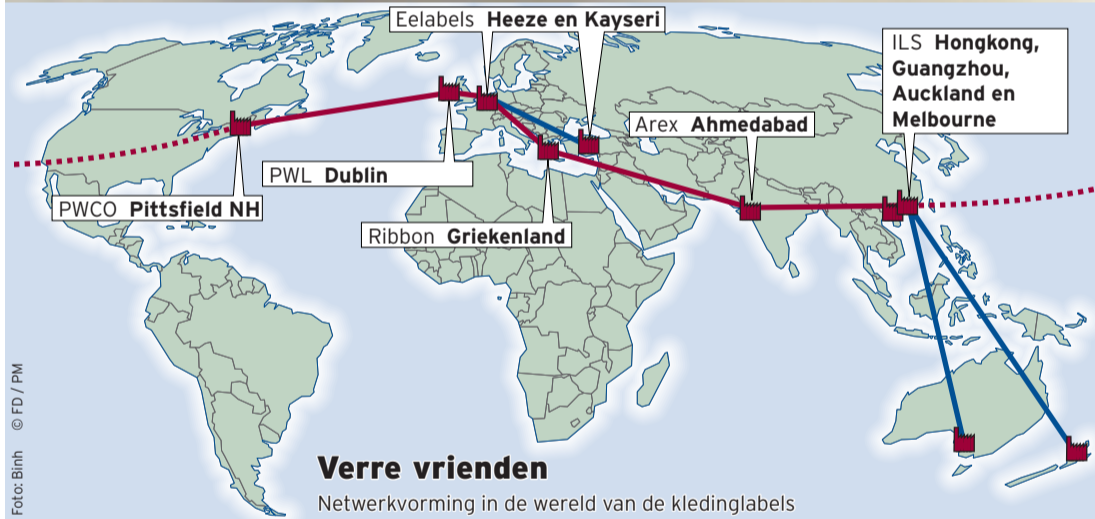 Eelabels Heeze en Kayseri
ILS Hongkong,
Guangzhou,
Auckland en
Melbourne
Arex Ahmedabad
PWL Dublin
PWCO Pittsfield NH
Ribbon Griekenland
Verre vrienden
Netwerkvorming in de wereld van de kledinglabels
Foto: Binh © FD / PM